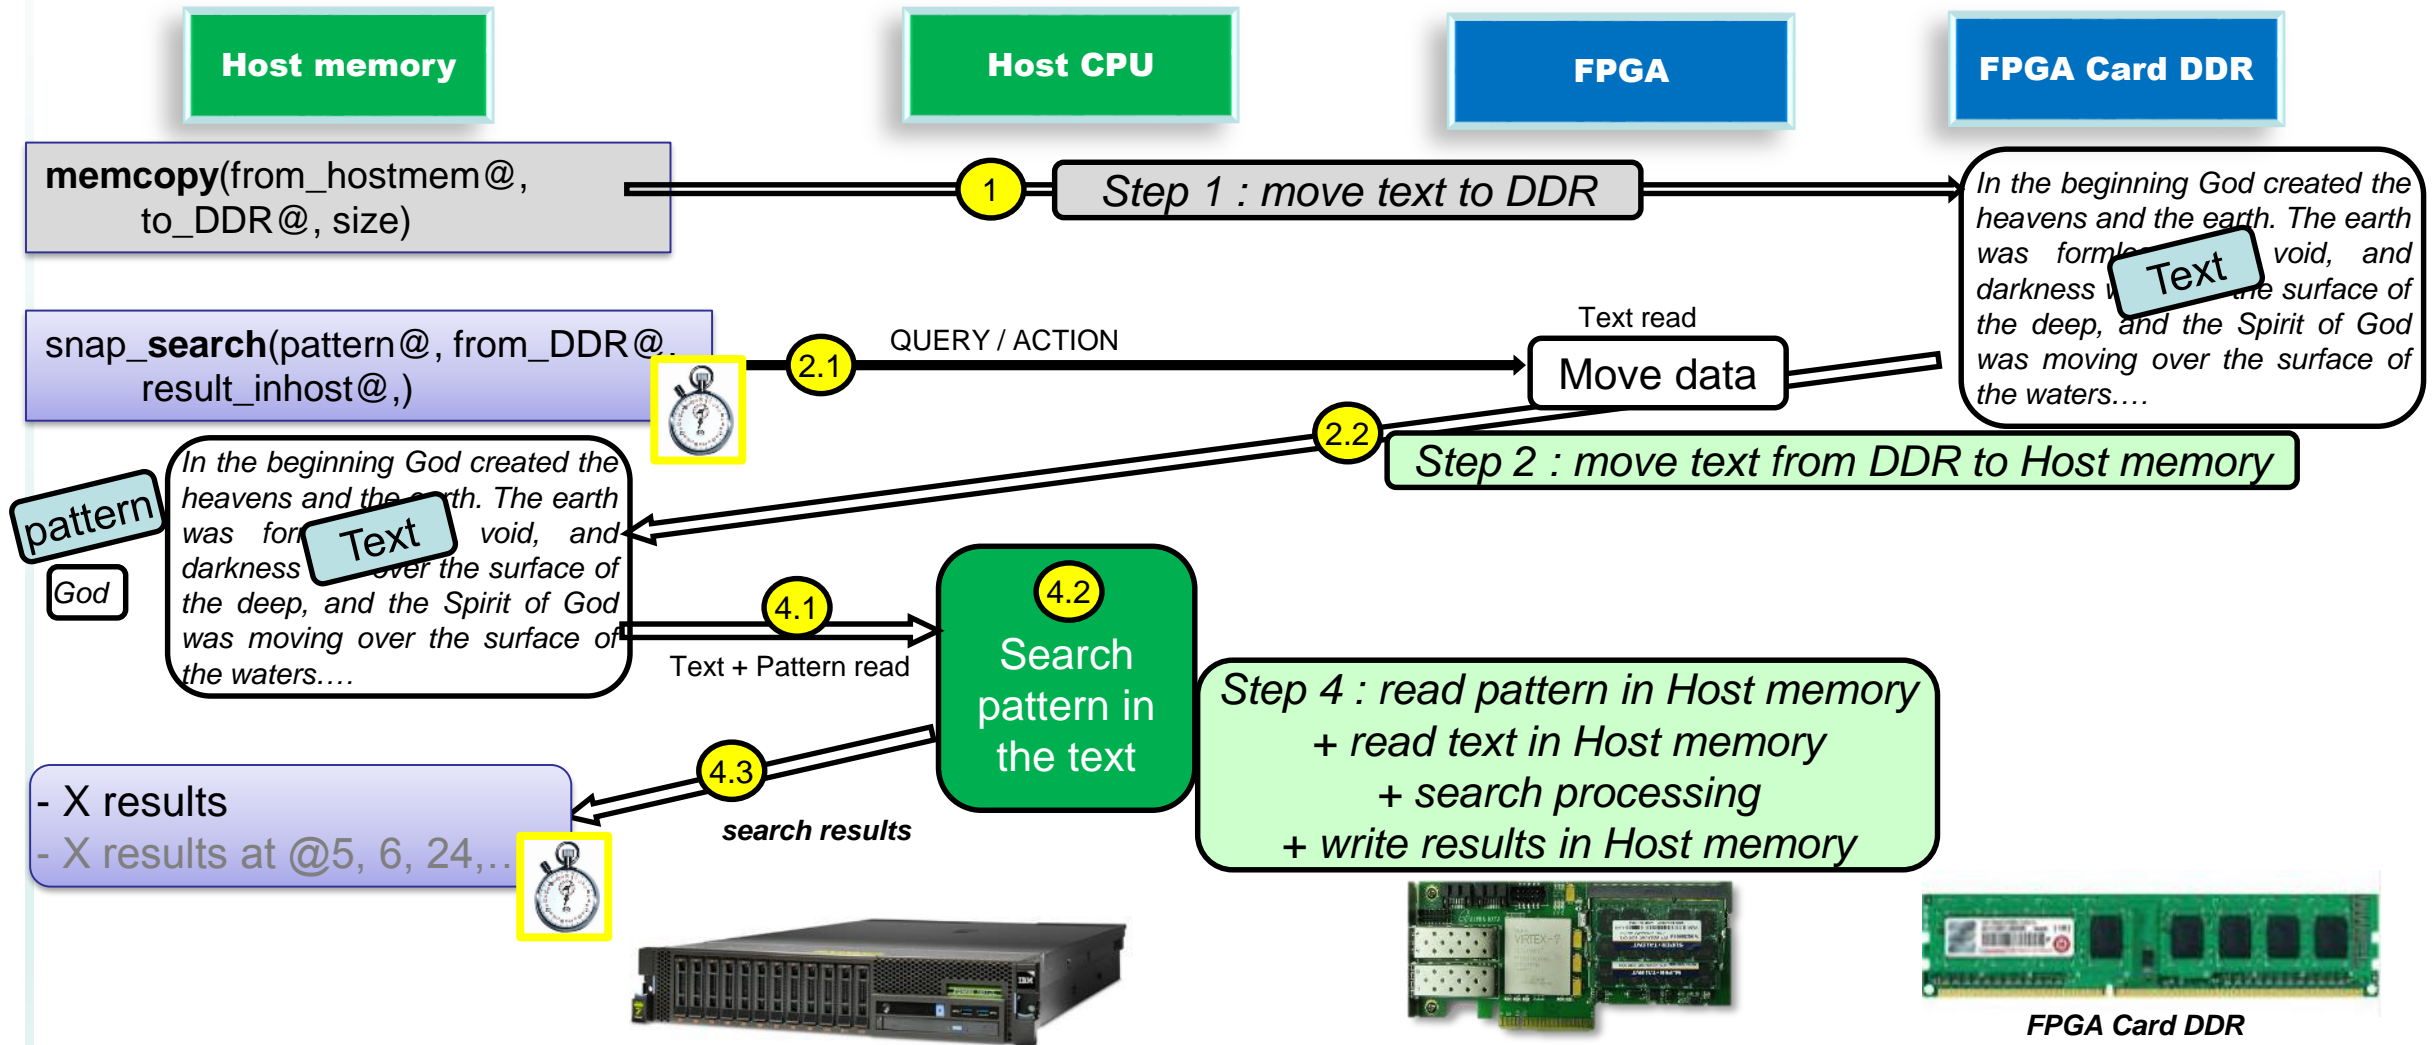 Host memory
Host CPU
FPGA
FPGA Card DDR
memcopy(from_hostmem@,
to_DDR@, size)
1
Step 1 : move text to DDR
In the beginning God created the
heavens and the earth. The earth
was void, and
darkness the surface of
the deep, and the Spirit of God
was moving over the surface of
the waters....
Text
snap_search(pattern@, from_DDR@,
result_inhost@,)
2.1
QUERY / ACTION
Text read
Move data
2.2
Step 2 : move text from DDR to Host memory
pattern
God
In the beginning God created the
heavens and the earth. The earth
was void, and
darkness over the surface of
the deep, and the Spirit of God
was moving over the surface of
the waters....
Text
4.1
Text + Pattern read
4.2
Search
pattern in
the text
Step 4 : read pattern in Host memory
+ read text in Host memory
+ search processing
+ write results in Host memory
4.3
search results
- X results
- X results at @5, 6, 24,..
IBM
VIRTEX-7
FPGA Card DDR